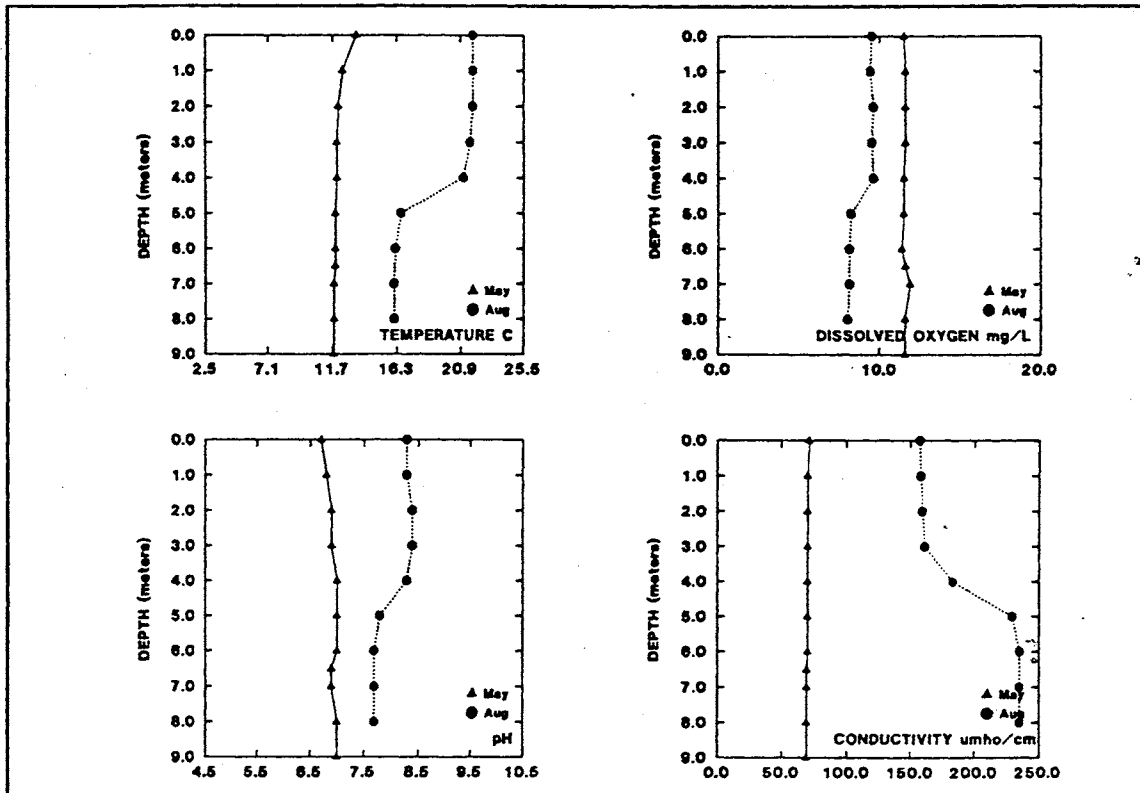 0.0
1.0
2.0
3.0
4.0
5.0
6.0
7.0
8.0
9.0
DEPTH (meters)
▲ May
● Aug
TEMPERATURE C
2.5 7.1 11.7 16.3 20.9 25.5
0.0
1.0
2.0
3.0
4.0
5.0
6.0
7.0
8.0
9.0
DEPTH (meters)
▲ May
● Aug
DISSOLVED OXYGEN mg/L
0.0 10.0 20.0
0.0
1.0
2.0
3.0
4.0
5.0
6.0
7.0
8.0
9.0
DEPTH (meters)
▲ May
● Aug
pH
4.5 5.5 6.5 7.5 8.5 9.5 10.5
0.0
1.0
2.0
3.0
4.0
5.0
6.0
7.0
8.0
9.0
DEPTH (meters)
▲ May
● Aug
CONDUCTIVITY umho/cm
0.0 50.0 100.0 150.0 200.0 250.0